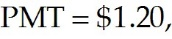 PMT = $1.20,